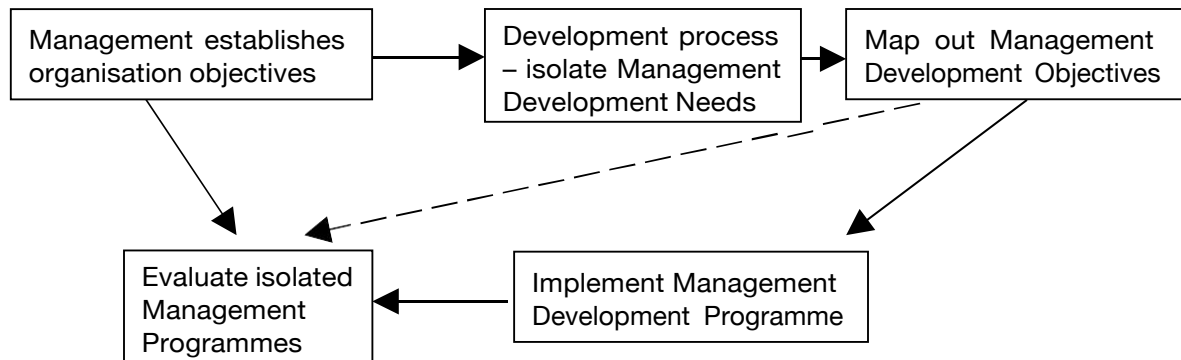 Management establishes
organisation objectives
Development process
– isolate Management
Development Needs
Map out Management
Development Objectives
Evaluate isolated
Management
Programmes
Implement Management
Development Programme